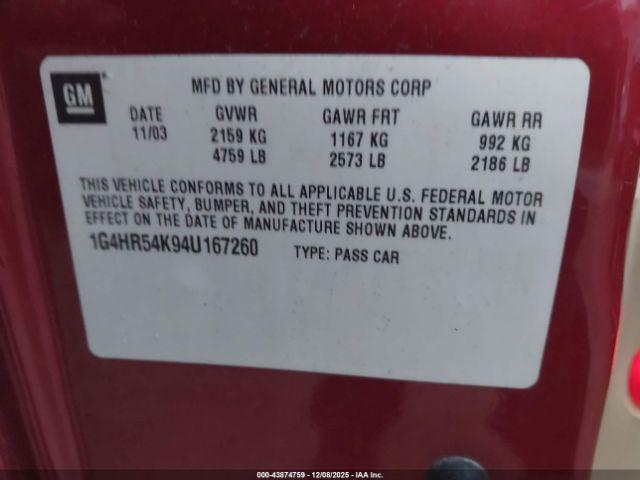 GM
MFD BY GENERAL MOTORS CORP
DATE GVWR GAWR FRT GAWR RR
11/03 2159 KG 1167 KG 992 KG
4759 LB 2573 LB 2186 LB
THIS VEHICLE CONFORMS TO ALL APPLICABLE U.S. FEDERAL MOTOR
VEHICLE SAFETY, BUMPER, AND THEFT PREVENTION STANDARDS IN
EFFECT ON THE DATE OF MANUFACTURE SHOWN ABOVE.
1G4HR54K94U167260 TYPE: PASS CAR
000-43874759 | 12/08/2025 - IAA Inc.